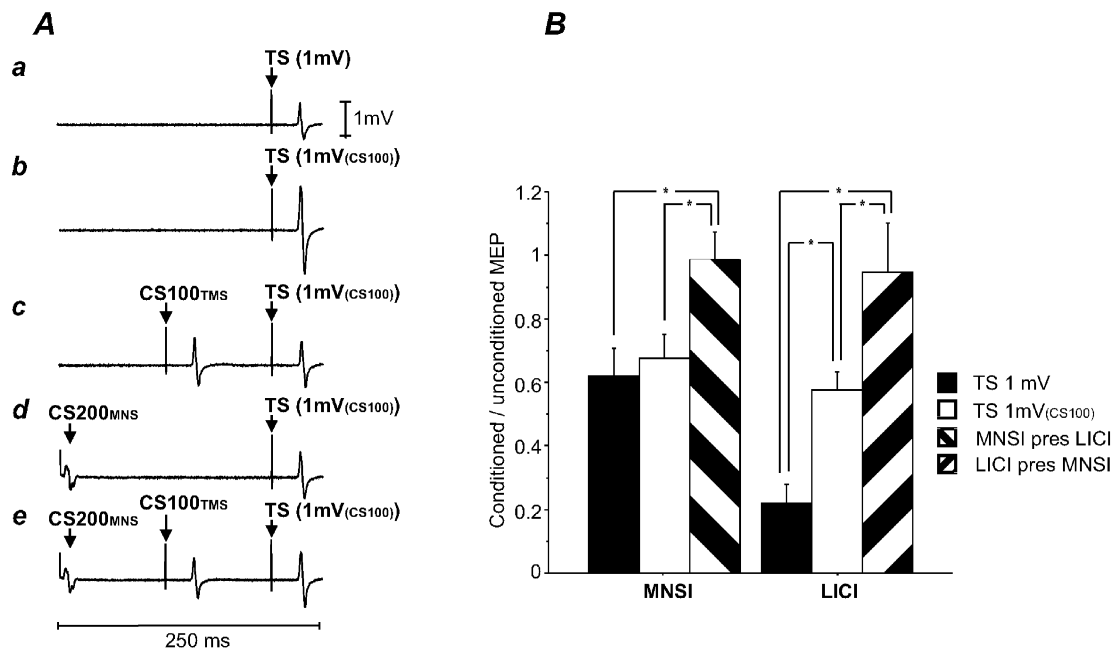 A
a
TS (1mV)
1mV
b
TS (1mV(CS100))
c
CS100TMS
TS (1mV(CS100))
d
CS200MNS
TS (1mV(CS100))
e
CS200MNS
CS100TMS
TS (1mV(CS100))
250 ms
B
Conditioned / unconditioned MEP
1.2
1
0.8
0.6
0.4
0.2
0
* * * * *
MNSI LICI
TS 1 mV
TS 1mV(CS100)
MNSI pres LICI
LICI pres MNSI